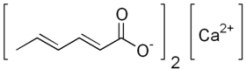 O
O-
[ ]2 [Ca2+]